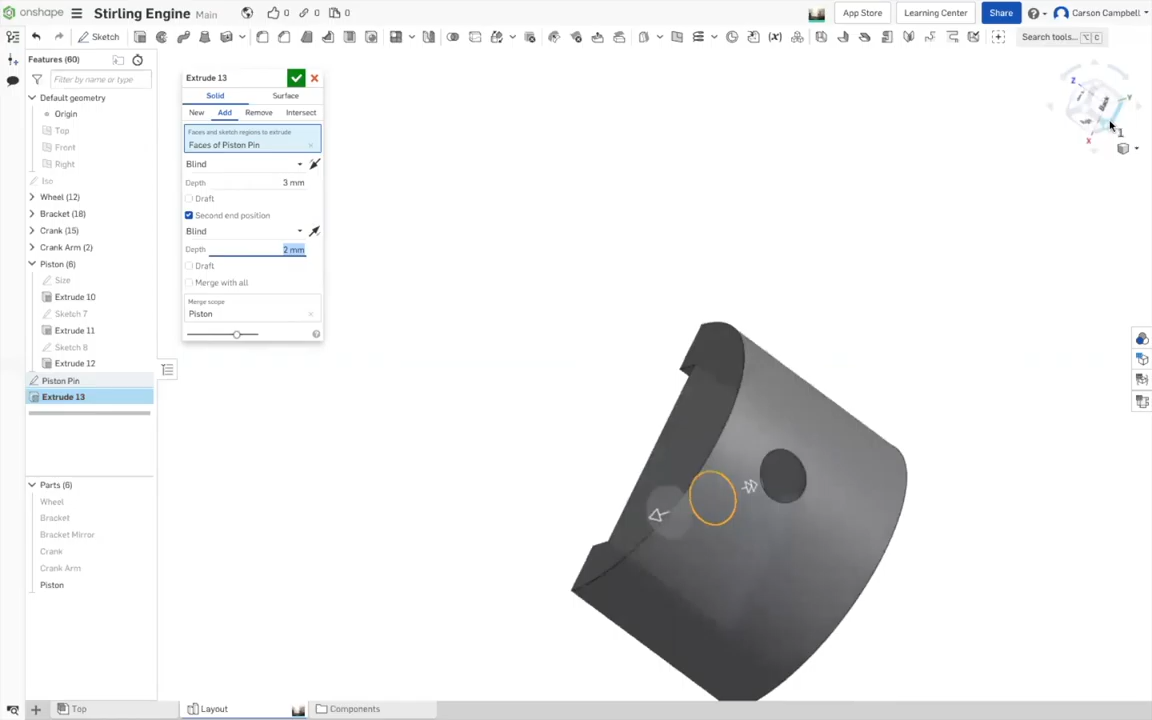 onshape Stirling Engine Main 0 0 0 App Store Learning Center Share Carson Campbell
Sketch Search tools... ⌥ C
Features (60)
Filter by name or type
Default geometry
Origin
Top
Front
Right
Iso
Wheel (12)
Bracket (18)
Crank (15)
Crank Arm (2)
Piston (6)
Size
Extrude 10
Sketch 7
Extrude 11
Sketch 8
Extrude 12
Piston Pin
Extrude 13
Parts (6)
Wheel
Bracket
Bracket Mirror
Crank
Crank Arm
Piston
Extrude 13
Solid Surface
New Add Remove Intersect
Faces and sketch regions to extrude
Faces of Piston Pin
Blind
Depth 3 mm
Draft
Second end position
Blind
Depth 2 mm
Draft
Merge with all
Merge scope
Piston
Z
Y
Back
X
1
Top Layout Components